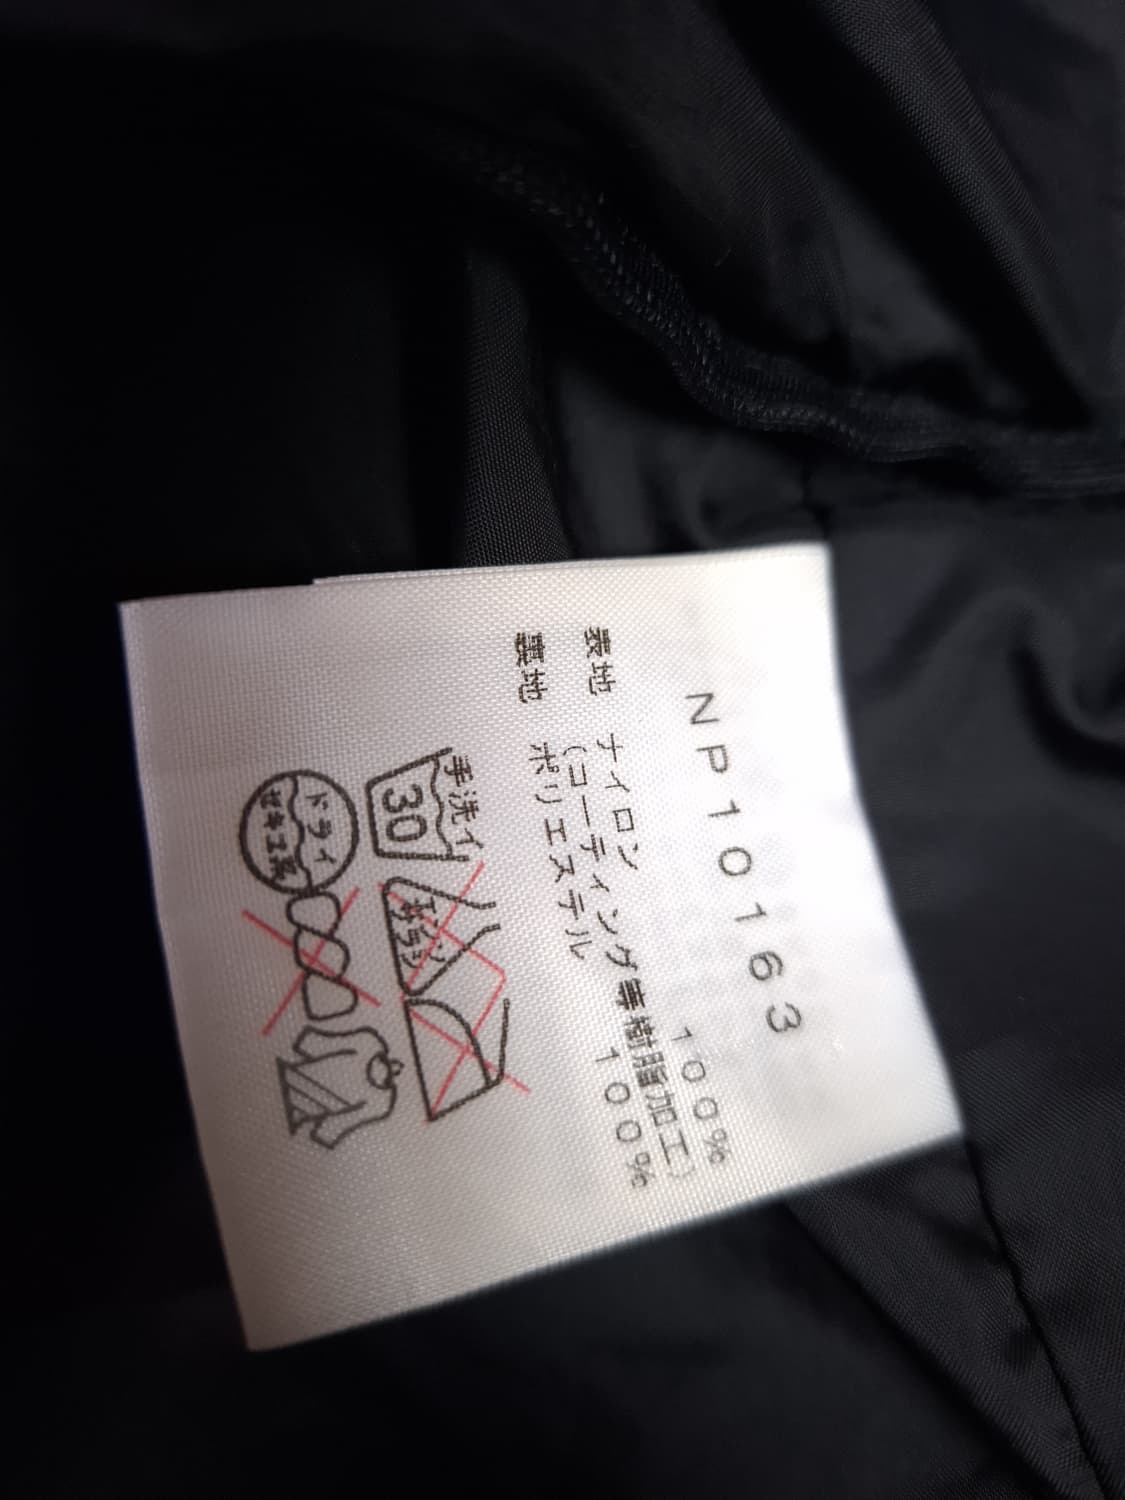 NP10163
表地 ナイロン 100%
(コーティング等樹脂加工)
裏地 ポリエステル 100%
手洗イ
30
エンソ
サラシ
ドライ
セキユ系